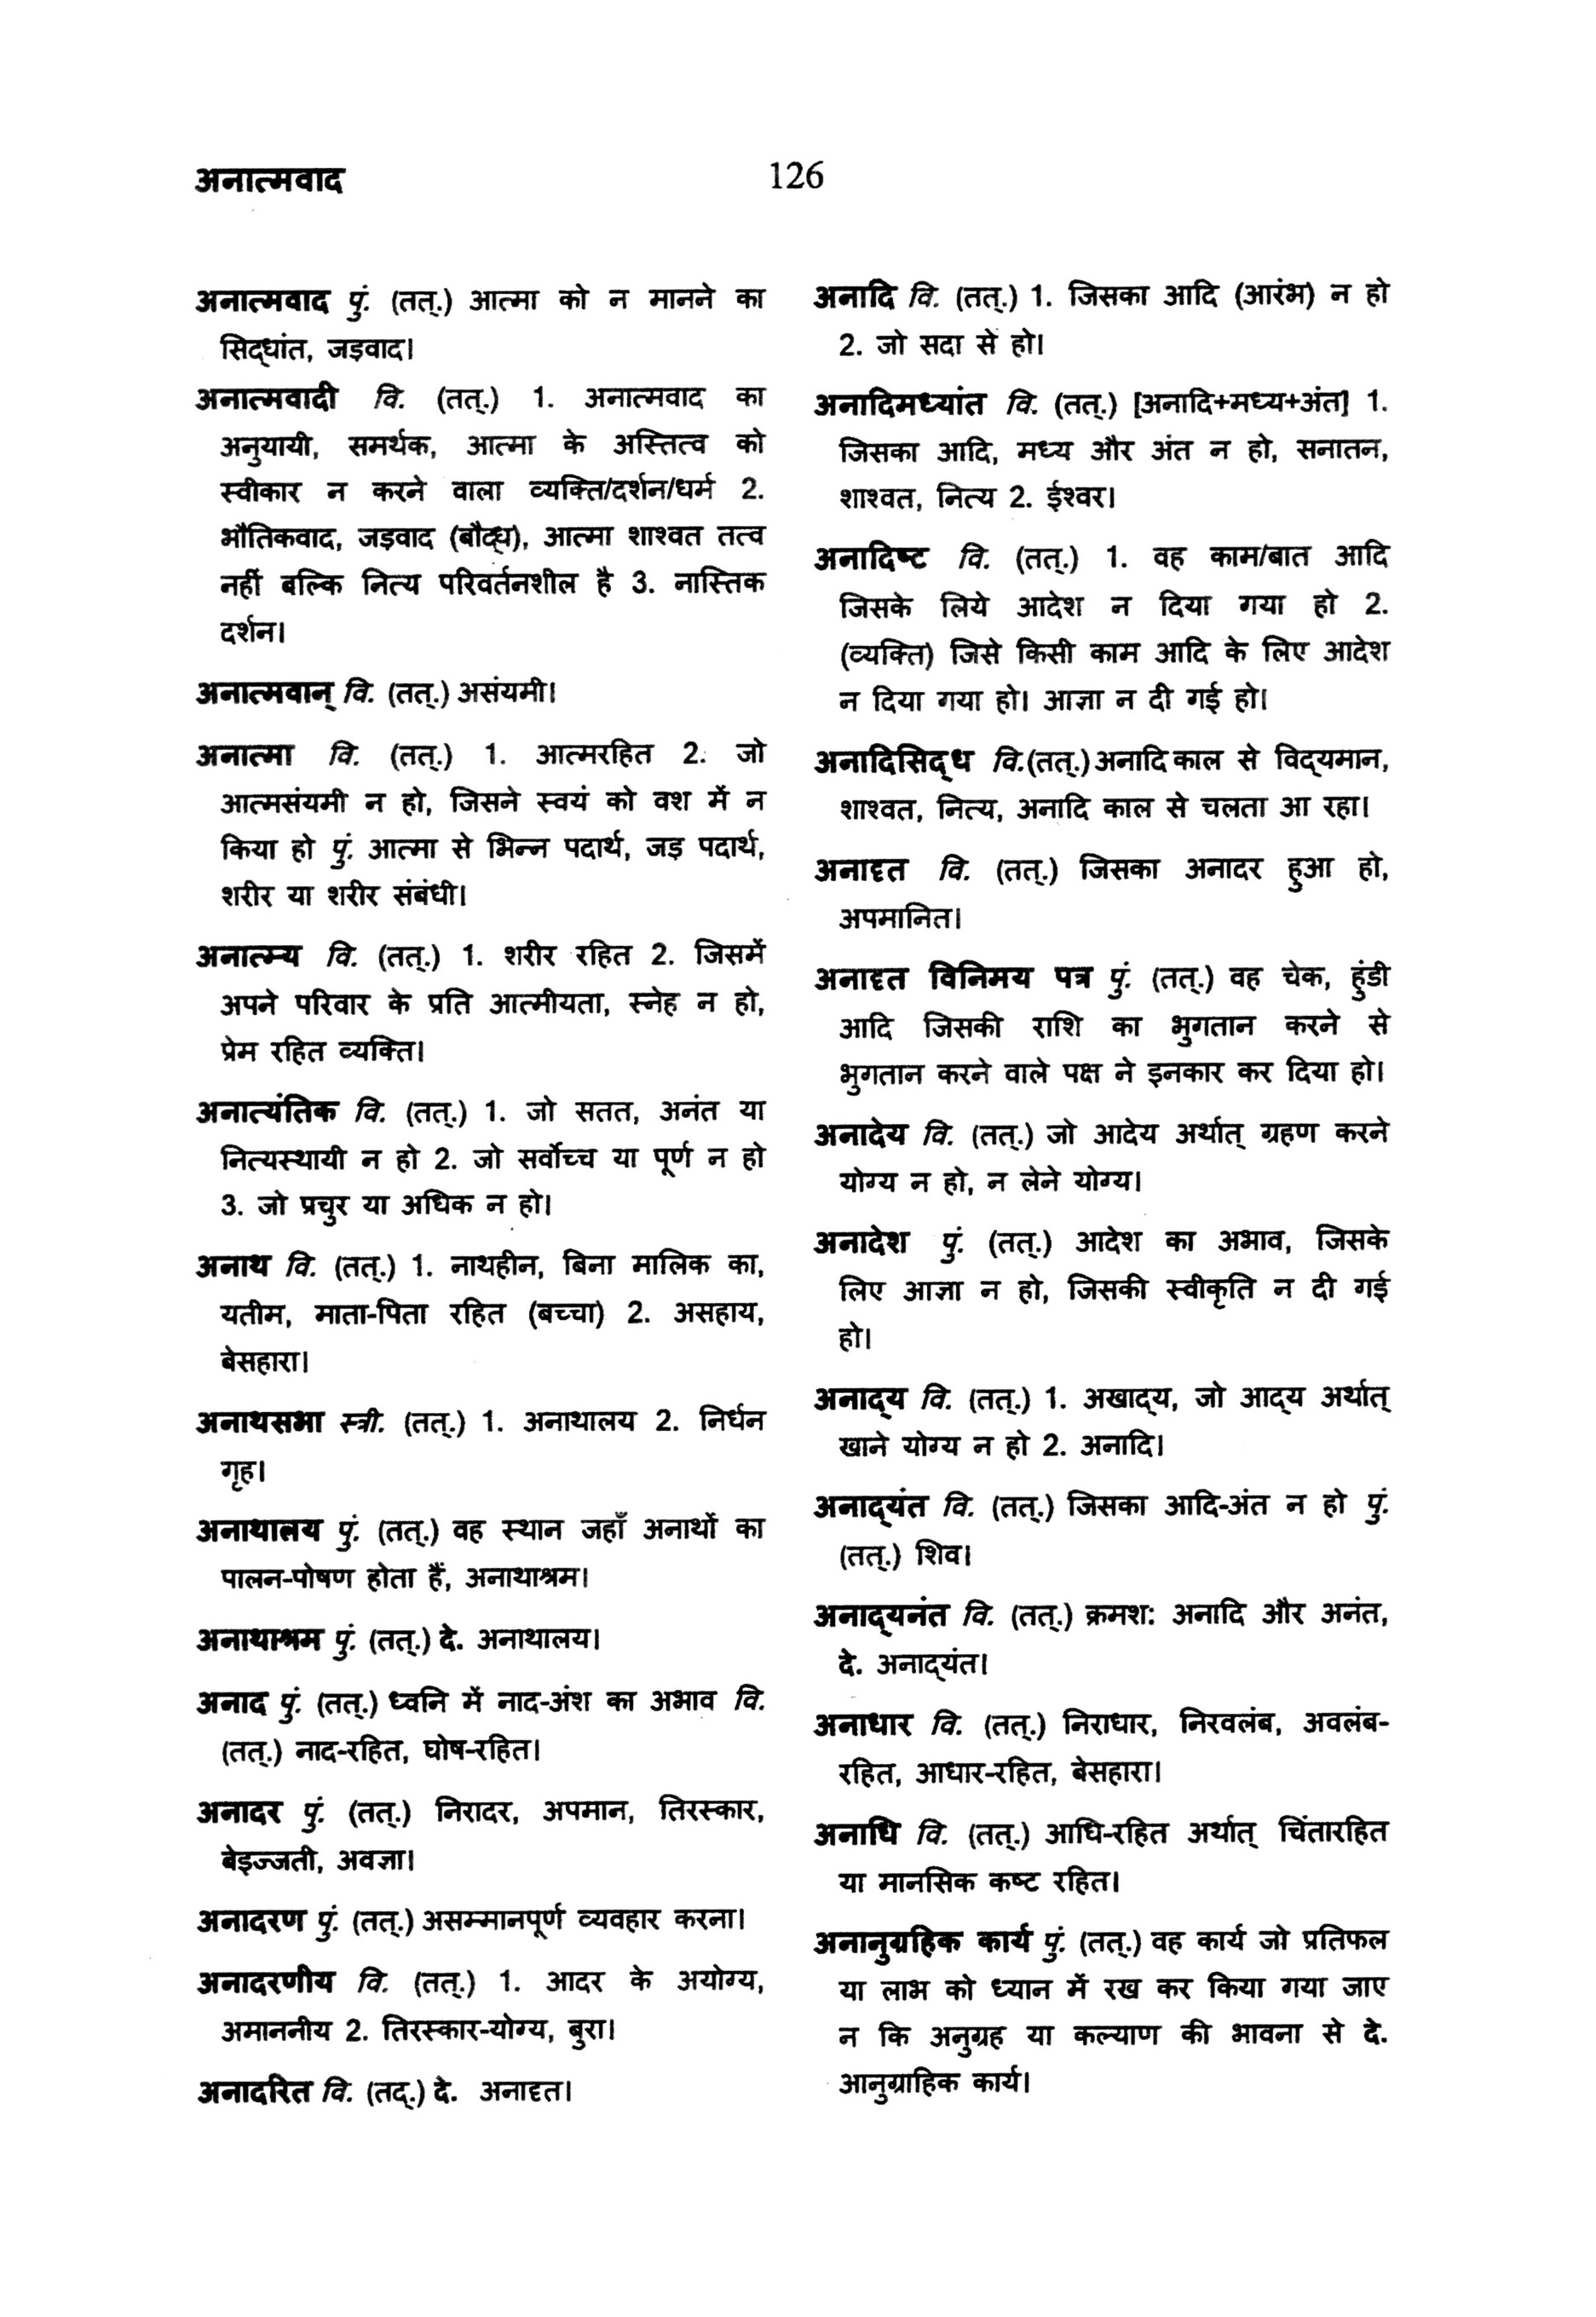 अनात्मवाद
126
अनात्मवाद पुं. (तत्.) आत्मा को न मानने का
सिद्धांत, जड़वाद।
अनात्मवादी वि. (तत्.) 1. अनात्मवाद का
अनुयायी, समर्थक, आत्मा के अस्तित्व को
स्वीकार न करने वाला व्यक्ति/दर्शन/धर्म 2.
भौतिकवाद, जड़वाद (बौद्ध), आत्मा शाश्वत तत्व
नहीं बल्कि नित्य परिवर्तनशील है 3. नास्तिक
दर्शन।
अनात्मवान् वि. (तत्.) असंयमी।
अनात्मा वि. (तत्.) 1. आत्मरहित 2. जो
आत्मसंयमी न हो, जिसने स्वयं को वश में न
किया हो पुं. आत्मा से भिन्न पदार्थ, जड़ पदार्थ,
शरीर या शरीर संबंधी।
अनात्म्य वि. (तत्.) 1. शरीर रहित 2. जिसमें
अपने परिवार के प्रति आत्मीयता, स्नेह न हो,
प्रेम रहित व्यक्ति।
अनात्यंतिक वि. (तत्.) 1. जो सतत, अनंत या
नित्यस्थायी न हो 2. जो सर्वोच्च या पूर्ण न हो
3. जो प्रचुर या अधिक न हो।
अनाथ वि. (तत्.) 1. नाथहीन, बिना मालिक का,
यतीम, माता-पिता रहित (बच्चा) 2. असहाय,
बेसहारा।
अनाथसभा स्त्री. (तत्.) 1. अनाथालय 2. निर्धन
गृह।
अनाथालय पुं. (तत्.) वह स्थान जहाँ अनाथों का
पालन-पोषण होता हैं, अनाथाश्रम।
अनाथाश्रम पुं. (तत्.) दे. अनाथालय।
अनाद पुं. (तत्.) ध्वनि में नाद-अंश का अभाव वि.
(तत्.) नाद-रहित, घोष-रहित।
अनादर पुं. (तत्.) निरादर, अपमान, तिरस्कार,
बेइज्जती, अवज्ञा।
अनादरण पुं. (तत्.) असम्मानपूर्ण व्यवहार करना।
अनादरणीय वि. (तत्.) 1. आदर के अयोग्य,
अमाननीय 2. तिरस्कार-योग्य, बुरा।
अनादरित वि. (तद्.) दे. अनादृत।
अनादि वि. (तत्.) 1. जिसका आदि (आरंभ) न हो
2. जो सदा से हो।
अनादिमध्यांत वि. (तत्.) [अनादि+मध्य+अंत] 1.
जिसका आदि, मध्य और अंत न हो, सनातन,
शाश्वत, नित्य 2. ईश्वर।
अनादिष्ट वि. (तत्.) 1. वह काम/बात आदि
जिसके लिये आदेश न दिया गया हो 2.
(व्यक्ति) जिसे किसी काम आदि के लिए आदेश
न दिया गया हो। आज्ञा न दी गई हो।
अनादिसिद्ध वि.(तत्.) अनादि काल से विद्यमान,
शाश्वत, नित्य, अनादि काल से चलता आ रहा।
अनादृत वि. (तत्.) जिसका अनादर हुआ हो,
अपमानित।
अनादृत विनिमय पत्र पुं. (तत्.) वह चेक, हुंडी
आदि जिसकी राशि का भुगतान करने से
भुगतान करने वाले पक्ष ने इनकार कर दिया हो।
अनादेय वि. (तत्.) जो आदेय अर्थात् ग्रहण करने
योग्य न हो, न लेने योग्य।
अनादेश पुं. (तत्.) आदेश का अभाव, जिसके
लिए आज्ञा न हो, जिसकी स्वीकृति न दी गई
हो।
अनाद्य वि. (तत्.) 1. अखाद्य, जो आद्य अर्थात्
खाने योग्य न हो 2. अनादि।
अनाद्यंत वि. (तत्.) जिसका आदि-अंत न हो पुं.
(तत्.) शिव।
अनाद्यनंत वि. (तत्.) क्रमश: अनादि और अनंत,
दे. अनाद्यंत।
अनाधार वि. (तत्.) निराधार, निरवलंब, अवलंब-
रहित, आधार-रहित, बेसहारा।
अनाधि वि. (तत्.) आधि-रहित अर्थात् चिंतारहित
या मानसिक कष्ट रहित।
अनानुग्रहिक कार्य पुं. (तत्.) वह कार्य जो प्रतिफल
या लाभ को ध्यान में रख कर किया गया जाए
न कि अनुग्रह या कल्याण की भावना से दे.
आनुग्राहिक कार्य।